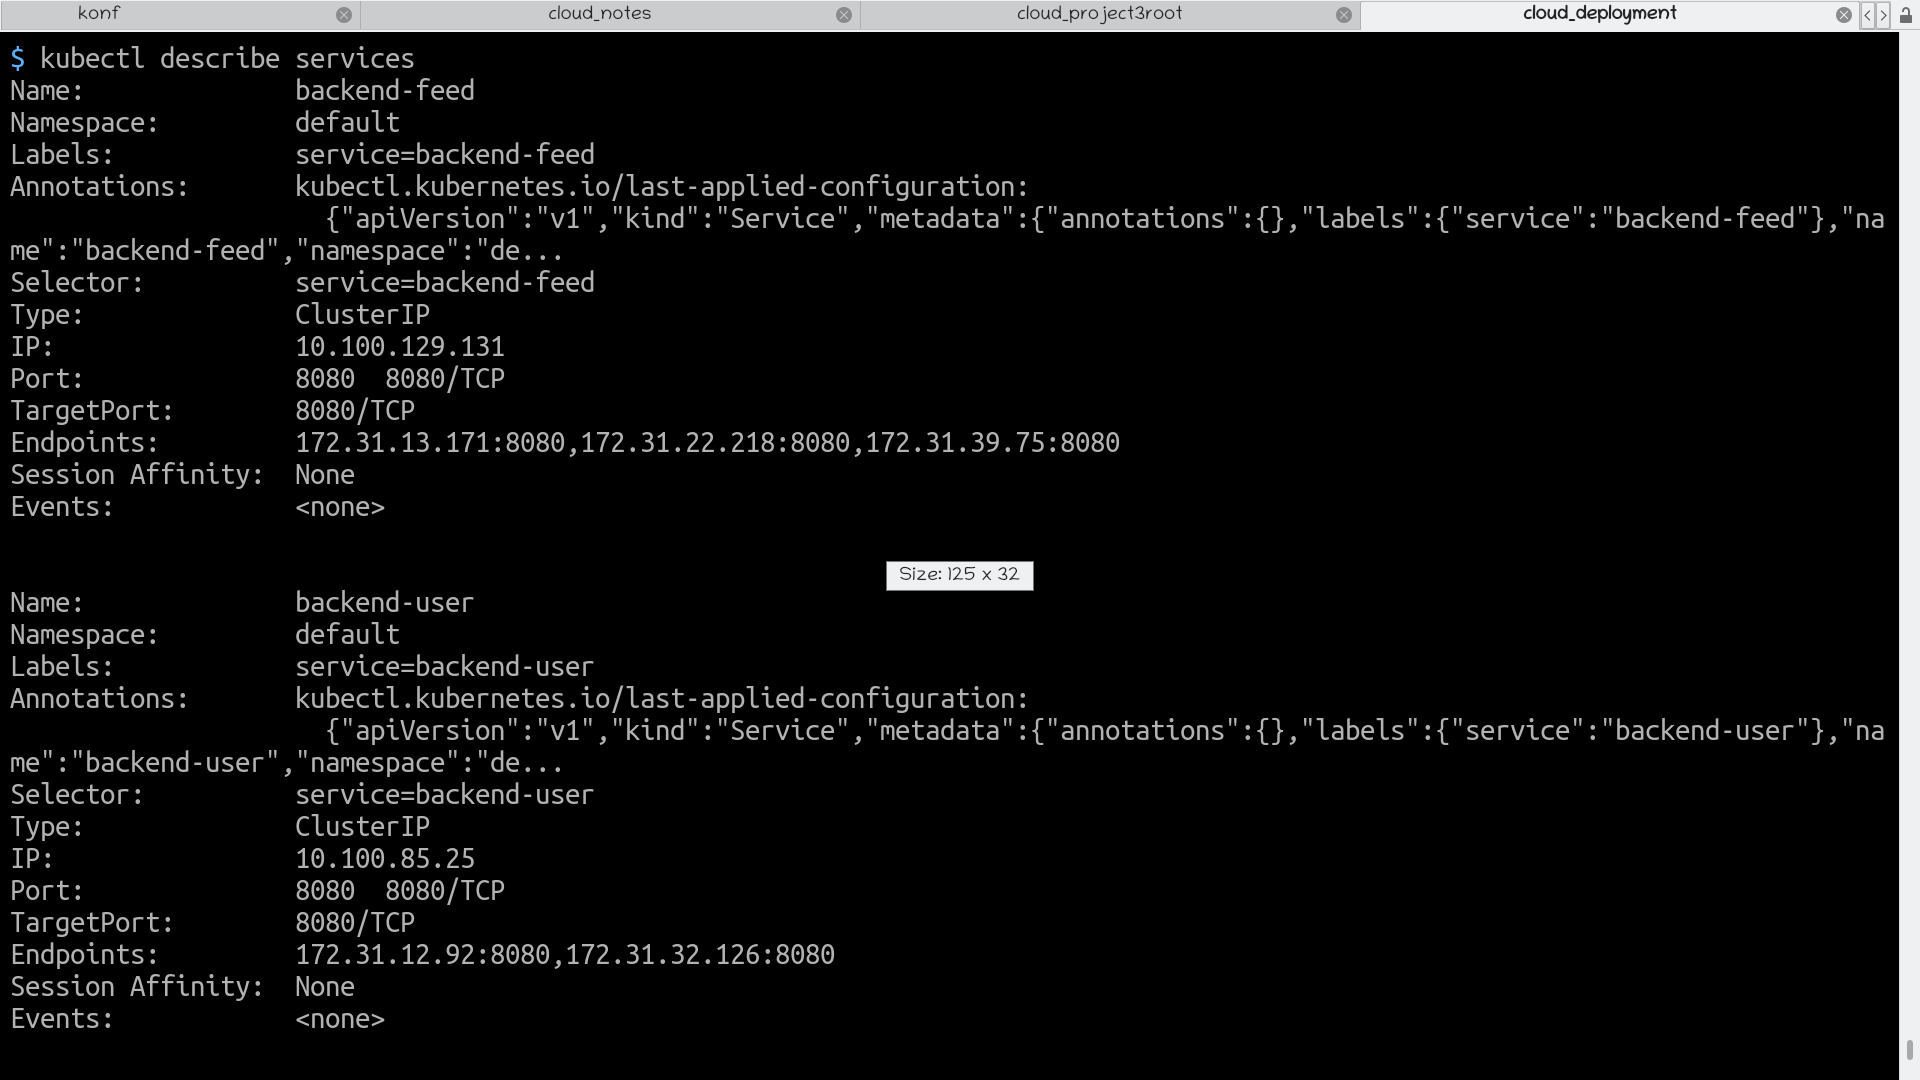 konf cloud_notes cloud_project3root cloud_deployment < >
$ kubectl describe services
Name: backend-feed
Namespace: default
Labels: service=backend-feed
Annotations: kubectl.kubernetes.io/last-applied-configuration:
{"apiVersion":"v1","kind":"Service","metadata":{"annotations":{},"labels":{"service":"backend-feed"},"na
me":"backend-feed","namespace":"de...
Selector: service=backend-feed
Type: ClusterIP
IP: 10.100.129.131
Port: 8080 8080/TCP
TargetPort: 8080/TCP
Endpoints: 172.31.13.171:8080,172.31.22.218:8080,172.31.39.75:8080
Session Affinity: None
Events: <none>
Size: 125 x 32
Name: backend-user
Namespace: default
Labels: service=backend-user
Annotations: kubectl.kubernetes.io/last-applied-configuration:
{"apiVersion":"v1","kind":"Service","metadata":{"annotations":{},"labels":{"service":"backend-user"},"na
me":"backend-user","namespace":"de...
Selector: service=backend-user
Type: ClusterIP
IP: 10.100.85.25
Port: 8080 8080/TCP
TargetPort: 8080/TCP
Endpoints: 172.31.12.92:8080,172.31.32.126:8080
Session Affinity: None
Events: <none>